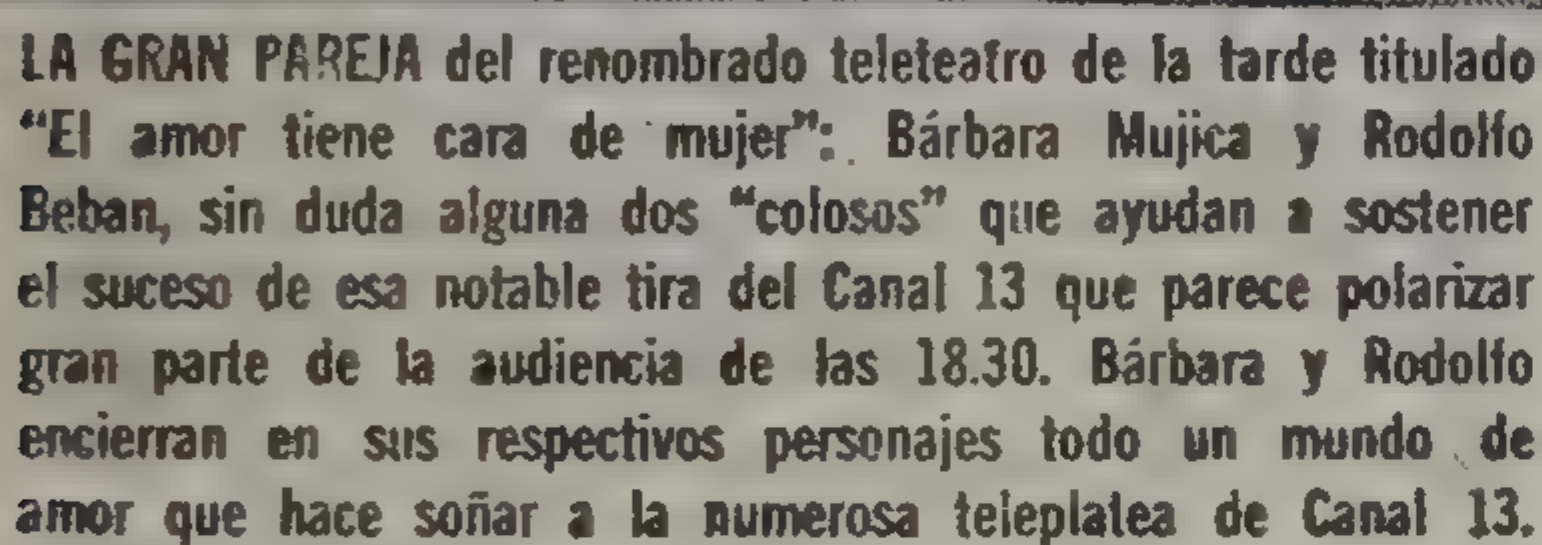 LA GRAN PAREJA del renombrado teleteatro de la tarde titulado
“El amor tiene cara de mujer”: Bárbara Mujica y Rodolfo
Beban, sin duda alguna dos “colosos” que ayudan a sostener
el suceso de esa notable tira del Canal 13 que parece polarizar
gran parte de la audiencia de las 18.30. Bárbara y Rodolfo
encierran en sus respectivos personajes todo un mundo de
amor que hace soñar a la numerosa teleplatea de Canal 13.